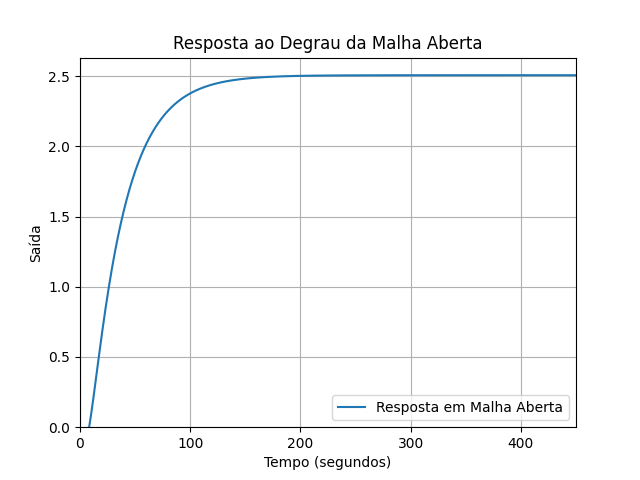 Resposta ao Degrau da Malha Aberta
2.5
2.0
1.5
1.0
0.5
0.0
Saída
Resposta em Malha Aberta
0
100
200
300
400
Tempo (segundos)